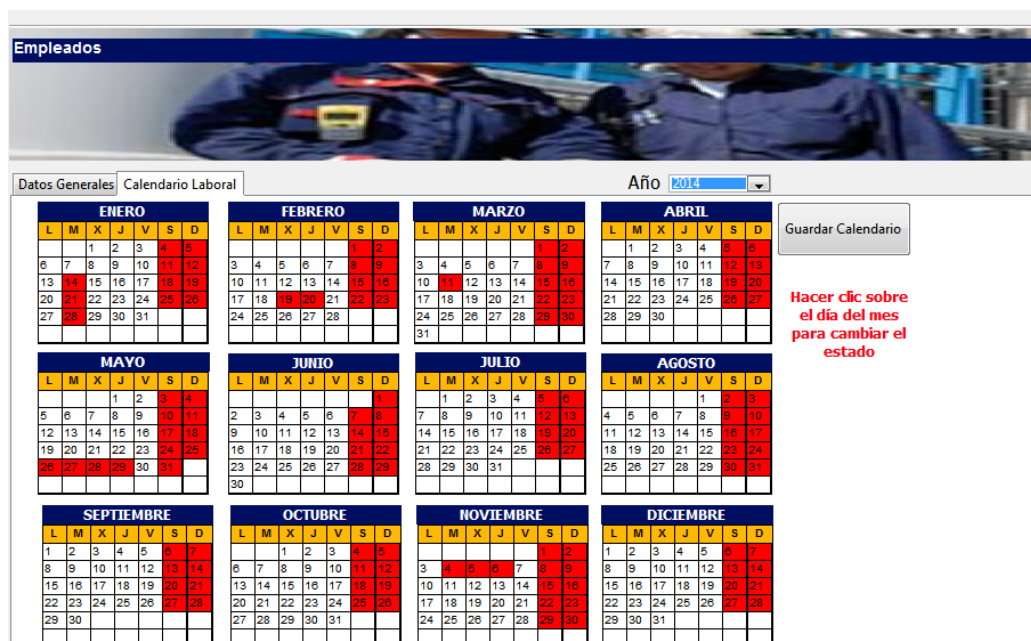 Empleados
Datos Generales Calendario Laboral Año 2014
ENERO FEBRERO MARZO ABRIL
L M X J V S D L M X J V S D L M X J V S D L M X J V S D
1 2 3 4 5 1 2 1 2 1 2 3 4 5 6
6 7 8 9 10 11 12 3 4 5 6 7 8 9 3 4 5 6 7 8 9 7 8 9 10 11 12 13
13 14 15 16 17 18 19 10 11 12 13 14 15 16 10 11 12 13 14 15 16 14 15 16 17 18 19 20
20 21 22 23 24 25 26 17 18 19 20 21 22 23 17 18 19 20 21 22 23 21 22 23 24 25 26 27
27 28 29 30 31 24 25 26 27 28 24 25 26 27 28 29 30 28 29 30
31
Guardar Calendario
Hacer clic sobre
el día del mes
para cambiar el
estado
MAYO JUNIO JULIO AGOSTO
L M X J V S D L M X J V S D L M X J V S D L M X J V S D
1 2 3 4 1 1 2 3 4 5 6 1 2 3
5 6 7 8 9 10 11 2 3 4 5 6 7 8 7 8 9 10 11 12 13 4 5 6 7 8 9 10
12 13 14 15 16 17 18 9 10 11 12 13 14 15 14 15 16 17 18 19 20 11 12 13 14 15 16 17
19 20 21 22 23 24 25 16 17 18 19 20 21 22 21 22 23 24 25 26 27 18 19 20 21 22 23 24
26 27 28 29 30 31 23 24 25 26 27 28 29 28 29 30 31 25 26 27 28 29 30 31
30
SEPTIEMBRE OCTUBRE NOVIEMBRE DICIEMBRE
L M X J V S D L M X J V S D L M X J V S D L M X J V S D
1 2 3 4 5 6 7 1 2 3 4 5 1 2 1 2 3 4 5 6 7
8 9 10 11 12 13 14 6 7 8 9 10 11 12 3 4 5 6 7 8 9 8 9 10 11 12 13 14
15 16 17 18 19 20 21 13 14 15 16 17 18 19 10 11 12 13 14 15 16 15 16 17 18 19 20 21
22 23 24 25 26 27 28 20 21 22 23 24 25 26 17 18 19 20 21 22 23 22 23 24 25 26 27 28
29 30 27 28 29 30 31 24 25 26 27 28 29 30 29 30 31